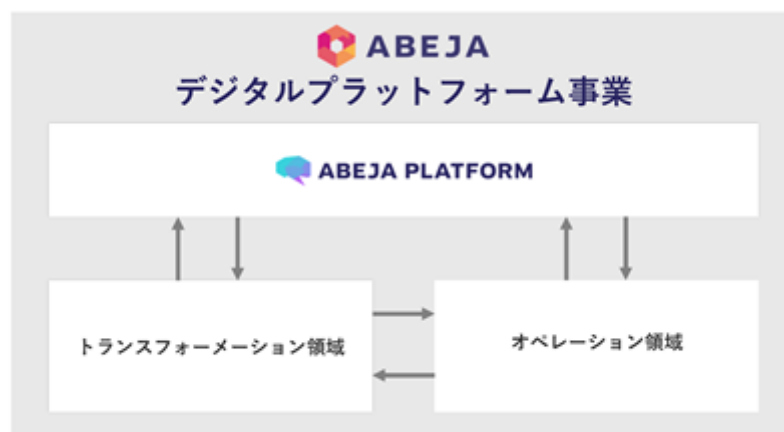 ABEJA
デジタルプラットフォーム事業
ABEJA PLATFORM
トランスフォーメーション領域
オペレーション領域